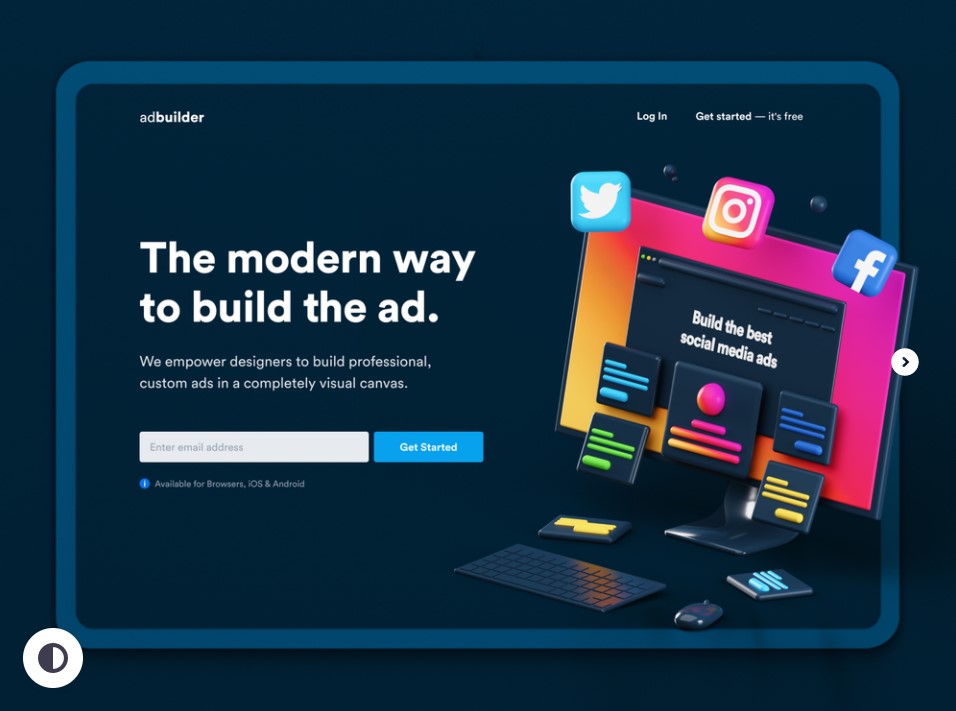 adbuilder
Log In
Get started — it's free
The modern way
to build the ad.
We empower designers to build professional,
custom ads in a completely visual canvas.
Enter email address
Get Started
Available for Browsers, iOS & Android
Build the best
social media ads